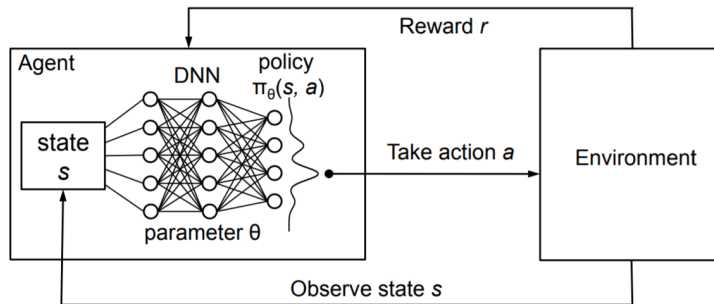 Reward r
Agent
DNN
policy
πθ(s, a)
state
s
Take action a
Environment
parameter θ
Observe state s